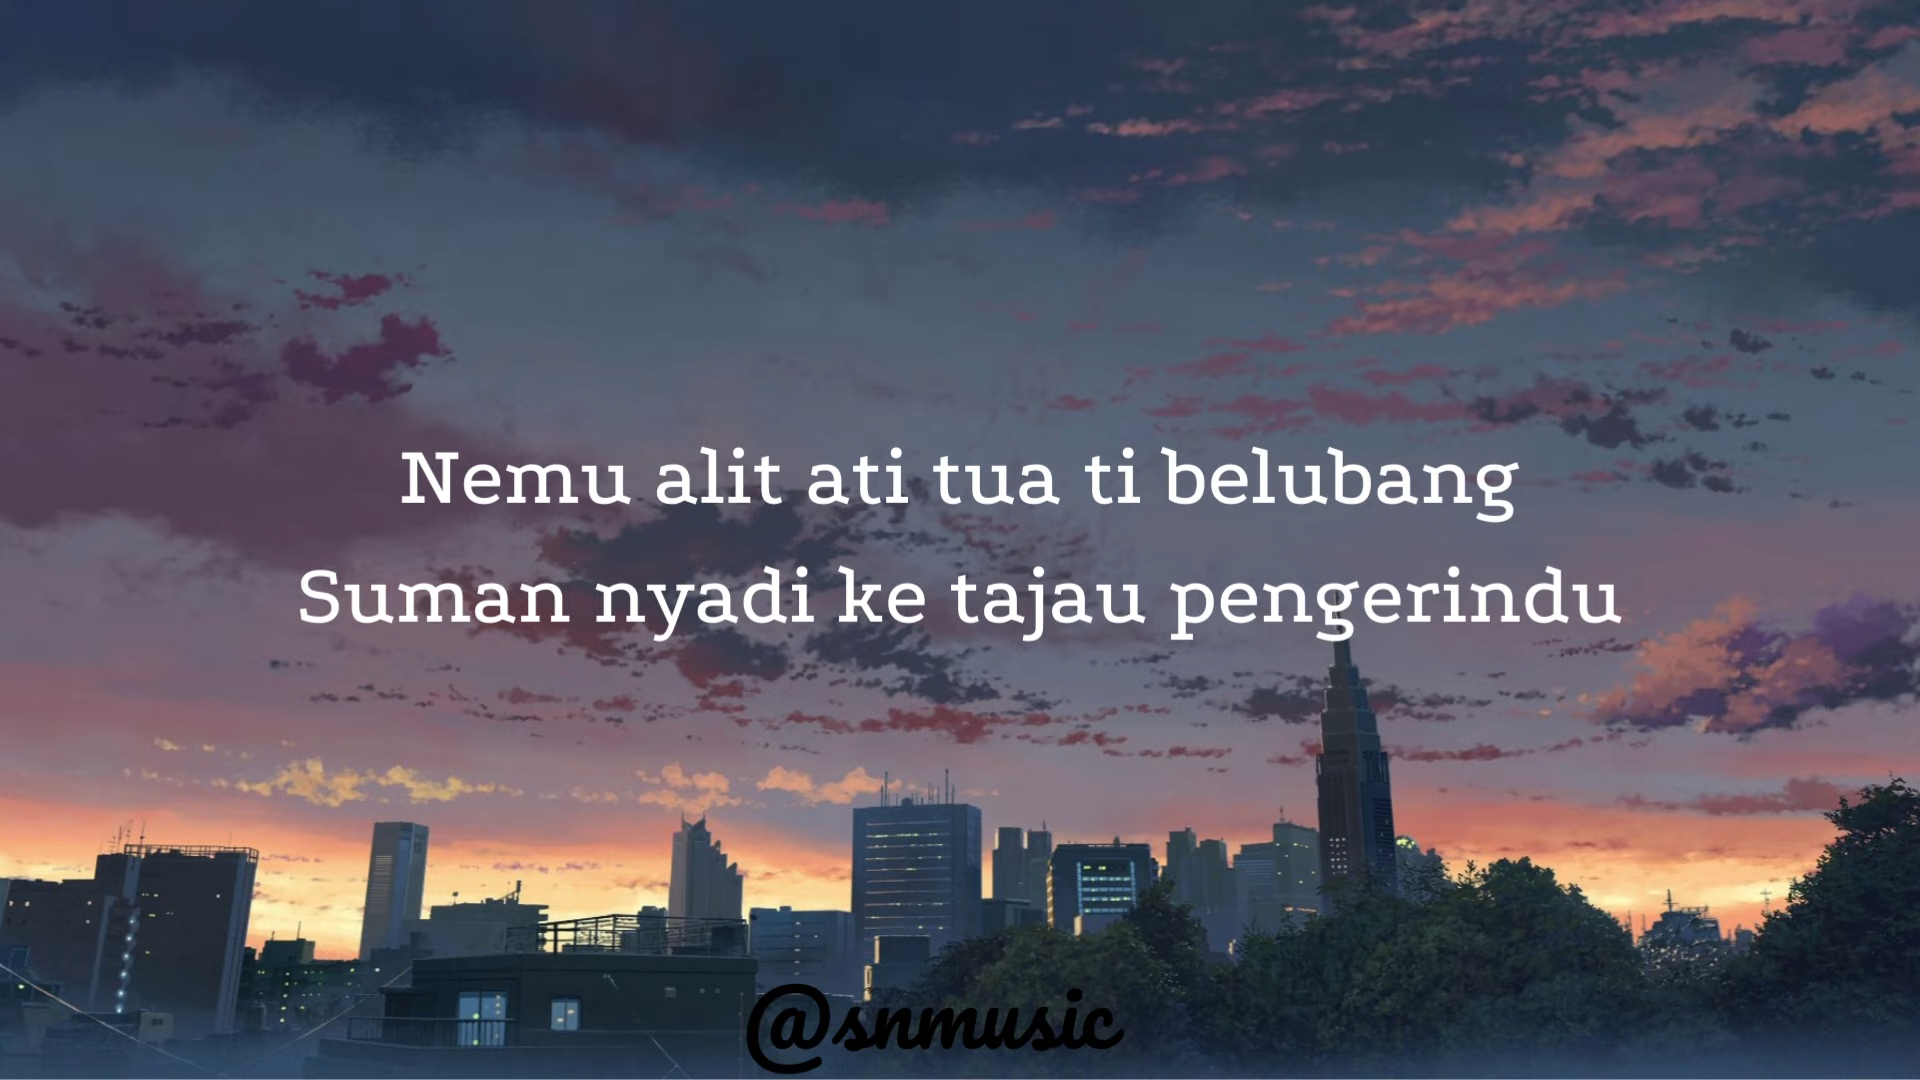 Nemu alit ati tua ti belubang
Suman nyadi ke tajau pengerindu
@snmusic